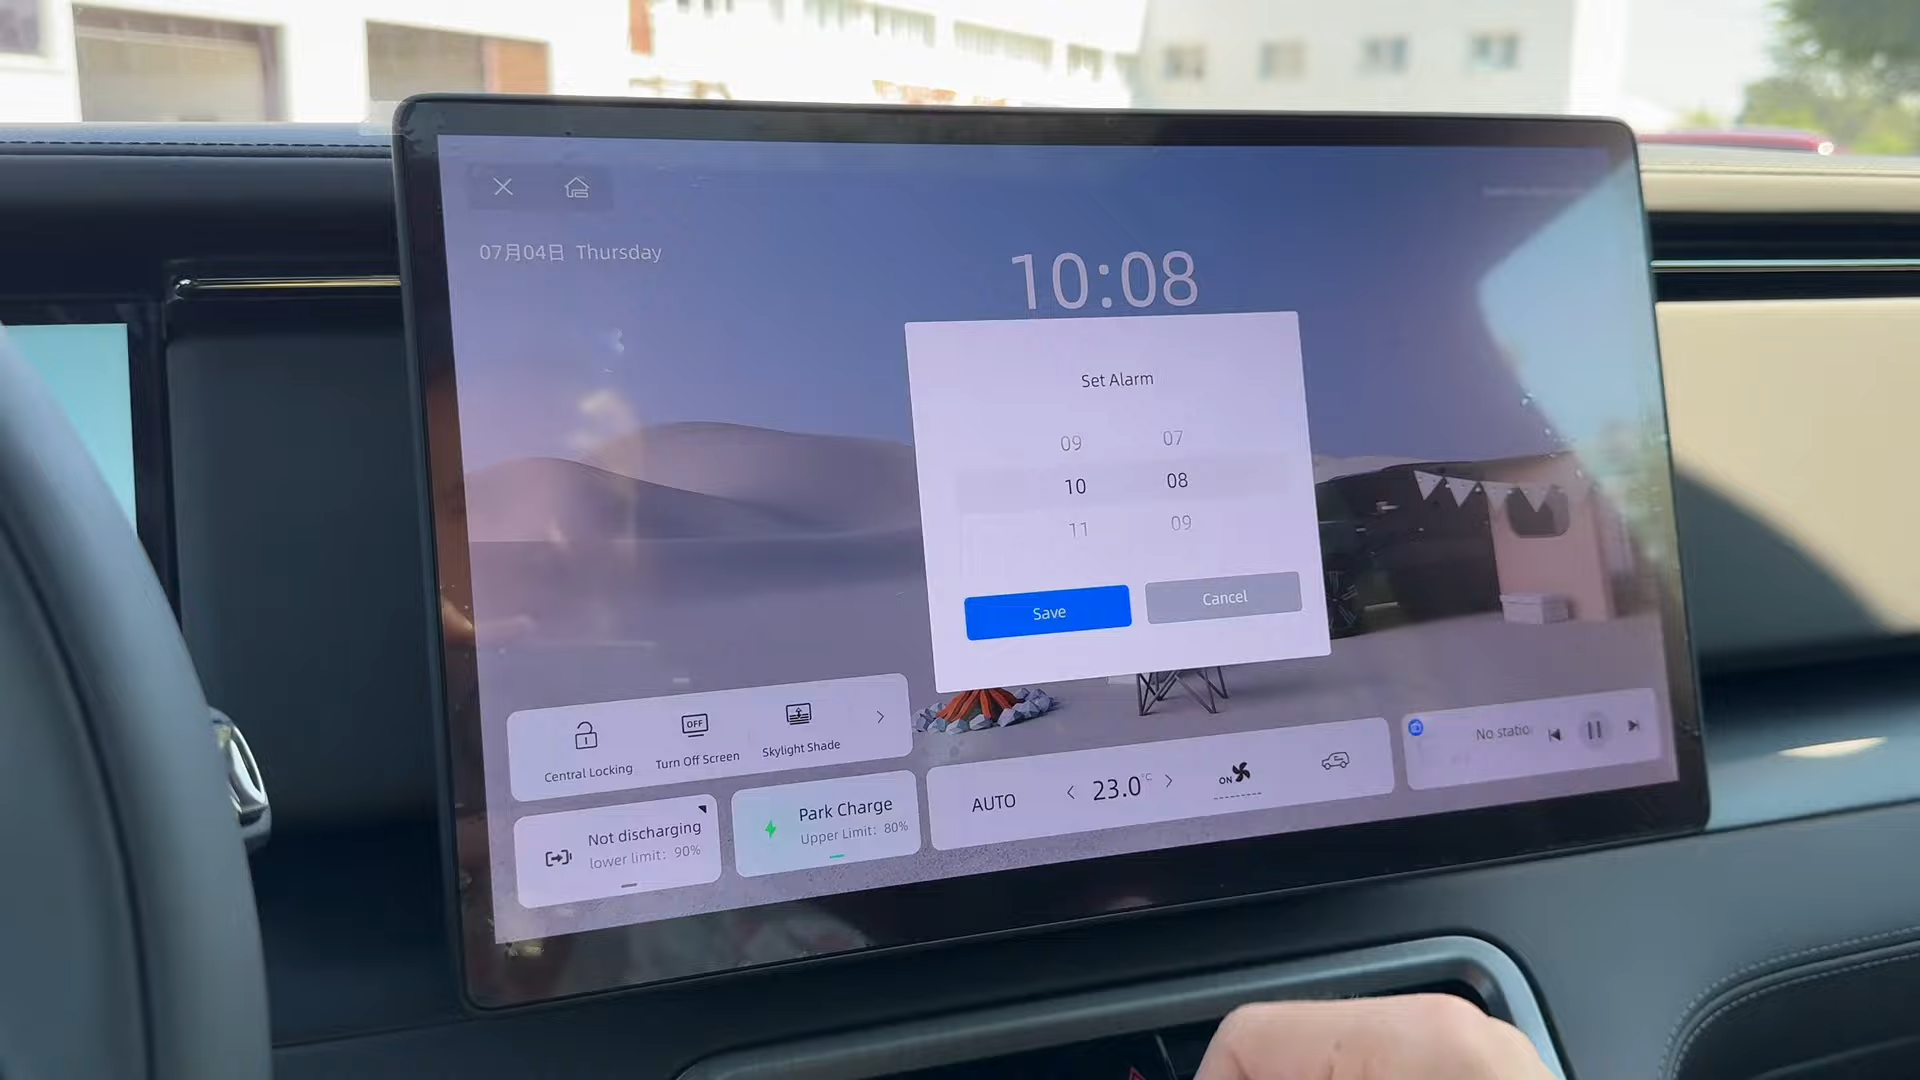 07月04日 Thursday
10:08
Set Alarm
09 07
10 08
11 09
Save Cancel
OFF
Central Locking Turn Off Screen Skylight Shade
Not discharging
lower limit: 90%
Park Charge
Upper Limit: 80%
AUTO 23.0°C ON
No statio